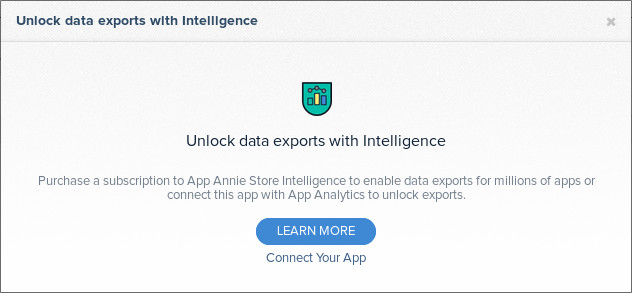 Unlock data exports with Intelligence
Unlock data exports with Intelligence
Purchase a subscription to App Annie Store Intelligence to enable data exports for millions of apps or
connect this app with App Analytics to unlock exports.
LEARN MORE
Connect Your App